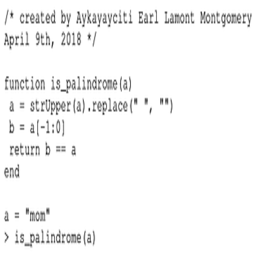 /* created by Aykayayciti Earl Lamont Montgomery
April 9th, 2018 */
function is_palindrome(a)
a = strUpper(a).replace(" ", "")
b = a[-1:0]
return b == a
end
a = "mom"
> is_palindrome(a)